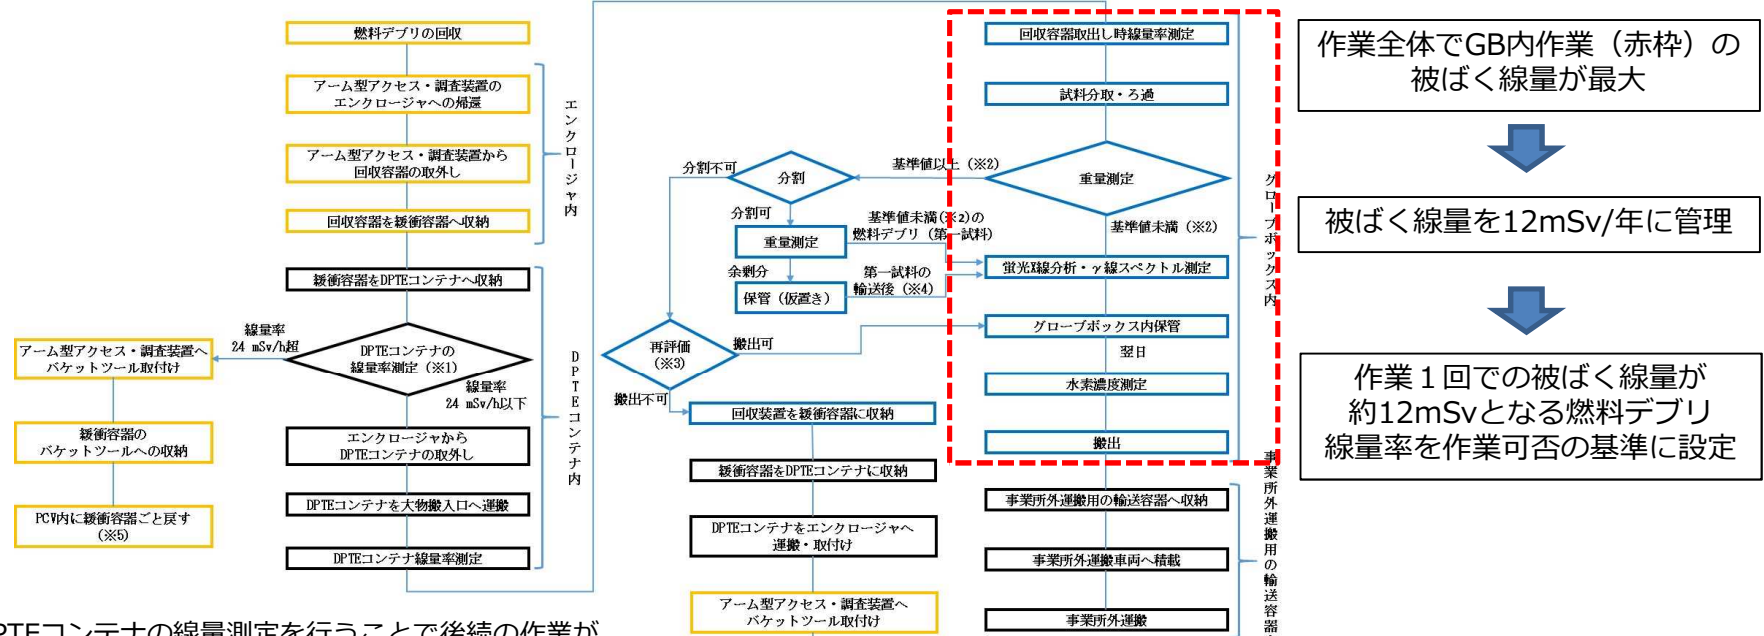 燃料デブリの回収
アーム型アクセス・調査装置の
エンクロージャへの帰還
アーム型アクセス・調査装置から
回収容器の取外し
回収容器を緩衝容器へ収納
エンクロージャ内
緩衝容器をDPTEコンテナへ収納
DPTEコンテナの
線量率測定（※1）
線量率
24 mSv/h超
線量率
24 mSv/h以下
アーム型アクセス・調査装置へ
バケットツール取付け
緩衝容器の
バケットツールへの収納
PCV内に緩衝容器ごと戻す
（※5）
エンクロージャから
DPTEコンテナの取外し
DPTEコンテナを大物搬入口へ運搬
DPTEコンテナ線量率測定
DPTEコンテナ内
回収容器取出し時線量率測定
試料分取・ろ過
重量測定
基準値以上（※2）
基準値未満（※2）
分割
分割不可
分割可
重量測定
基準値未満(※2)の
燃料デブリ（第一試料）
余剰分
保管（仮置き）
第一試料の
輸送後（※4）
蛍光X線分析・γ線スペクトル測定
グローブボックス内保管
翌日
水素濃度測定
搬出
グローブボックス内
再評価
（※3）
搬出可
搬出不可
回収装置を緩衝容器に収納
緩衝容器をDPTEコンテナに収納
DPTEコンテナをエンクロージャへ
運搬・取付け
アーム型アクセス・調査装置へ
バケットツール取付け
事業所外運搬用の輸送容器へ収納
事業所外運搬車両へ積載
事業所外運搬
事業所外運搬用の輸送容器
作業全体でGB内作業（赤枠）の
被ばく線量が最大
被ばく線量を12mSv/年に管理
作業１回での被ばく線量が
約12mSvとなる燃料デブリ
線量率を作業可否の基準に設定
PTEコンテナの線量測定を行うことで後続の作業が